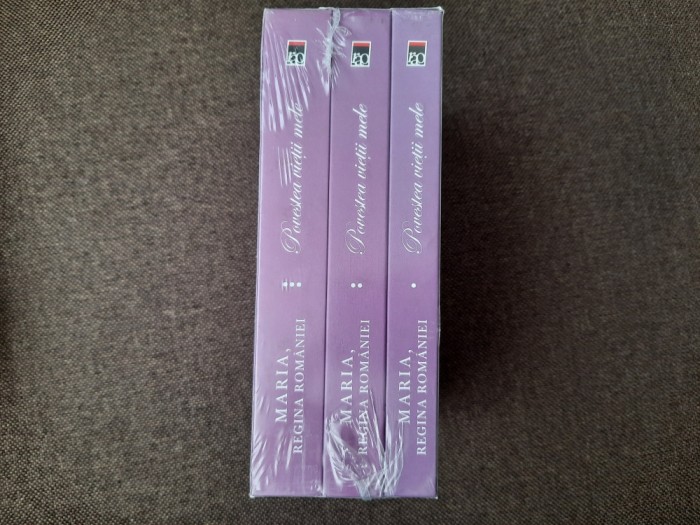 MARIA,
REGINA ROMÂNIEI
Povestea vieții mele
MARIA,
REGINA ROMÂNIEI
Povestea vieții mele
MARIA,
REGINA ROMÂNIEI
Povestea vieții mele